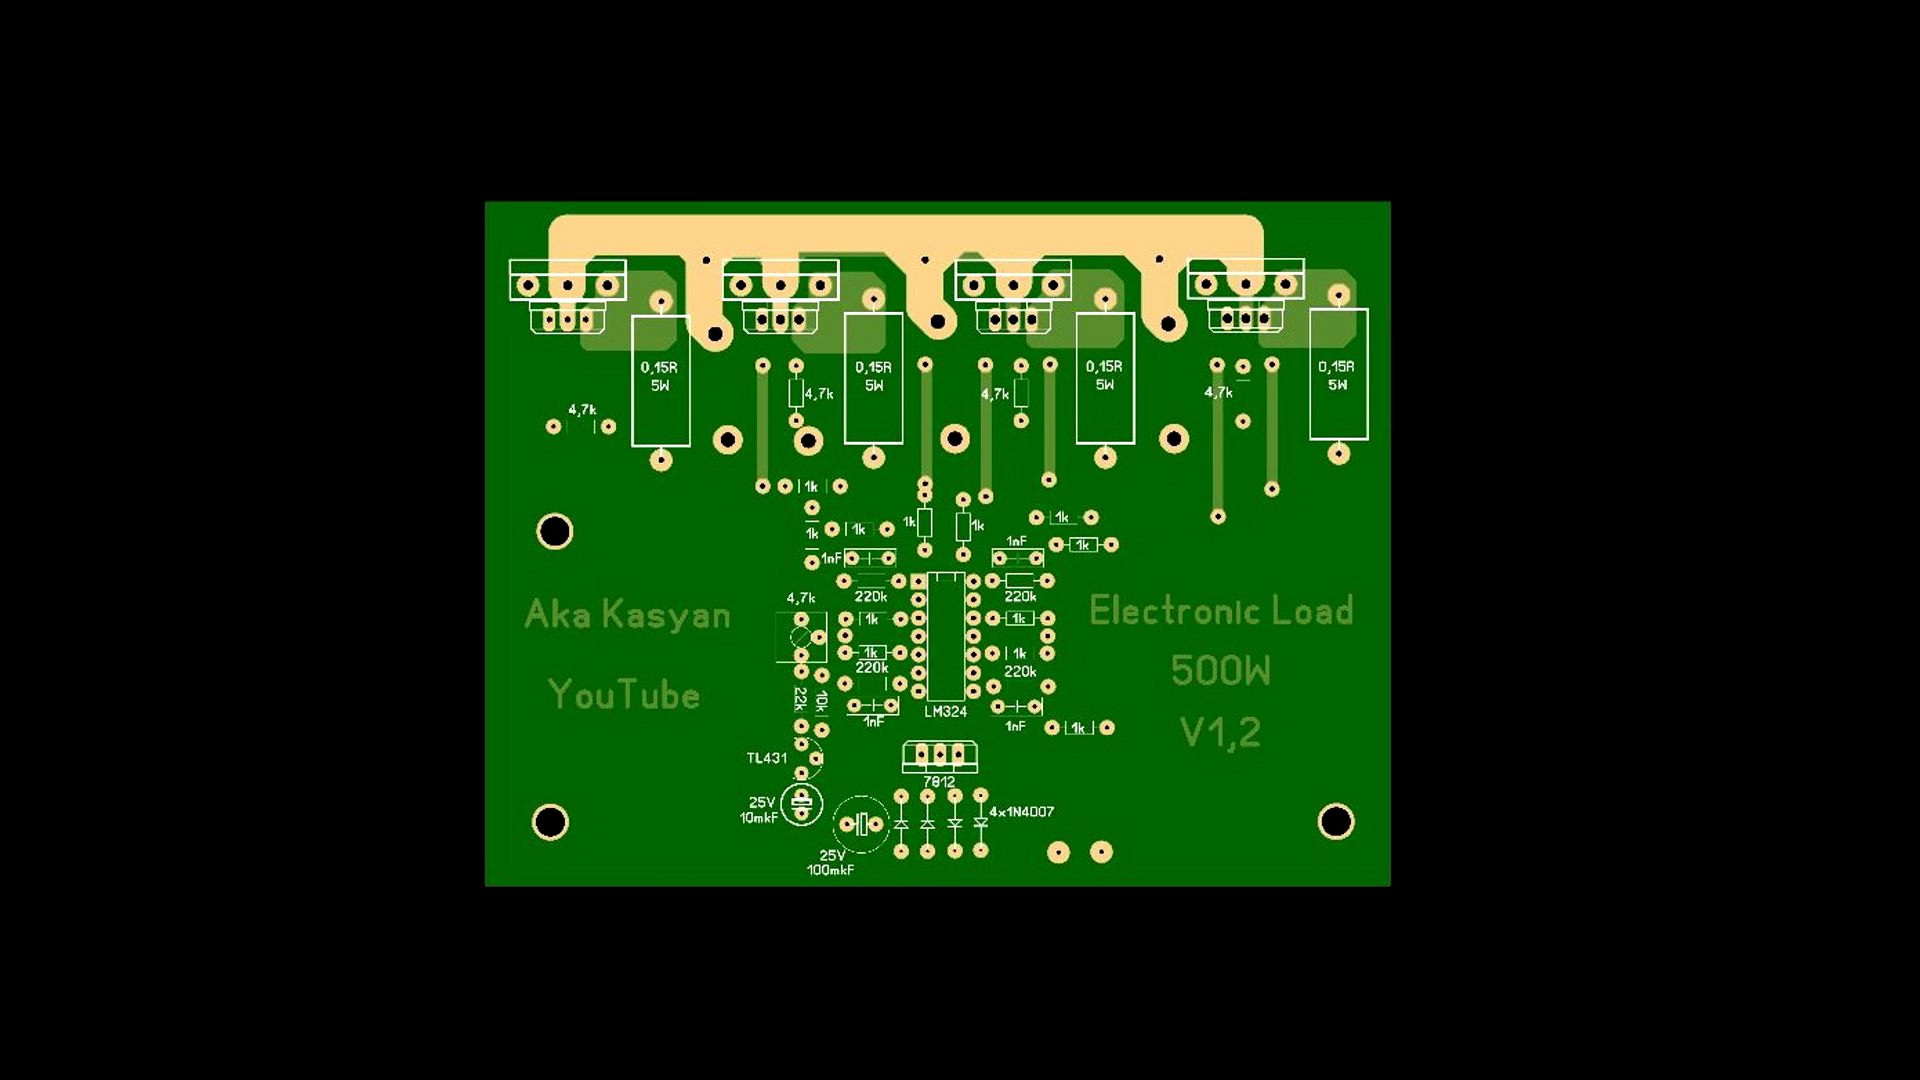 0,15R
5W
0,15R
5W
0,15R
5W
0,15R
5W
4,7k
4,7k
4,7k
4,7k
1k
1k
1k
1k
1k
1k
1k
1nF
1nF
220k
220k
4,7k
1k
1k
1k
1k
220k
220k
22k
10k
1nF
LM324
1nF
1k
TL431
7812
25V
10mkF
4x1N4007
25V
100mkF
Aka Kasyan
YouTube
Electronic Load
500W
V1,2